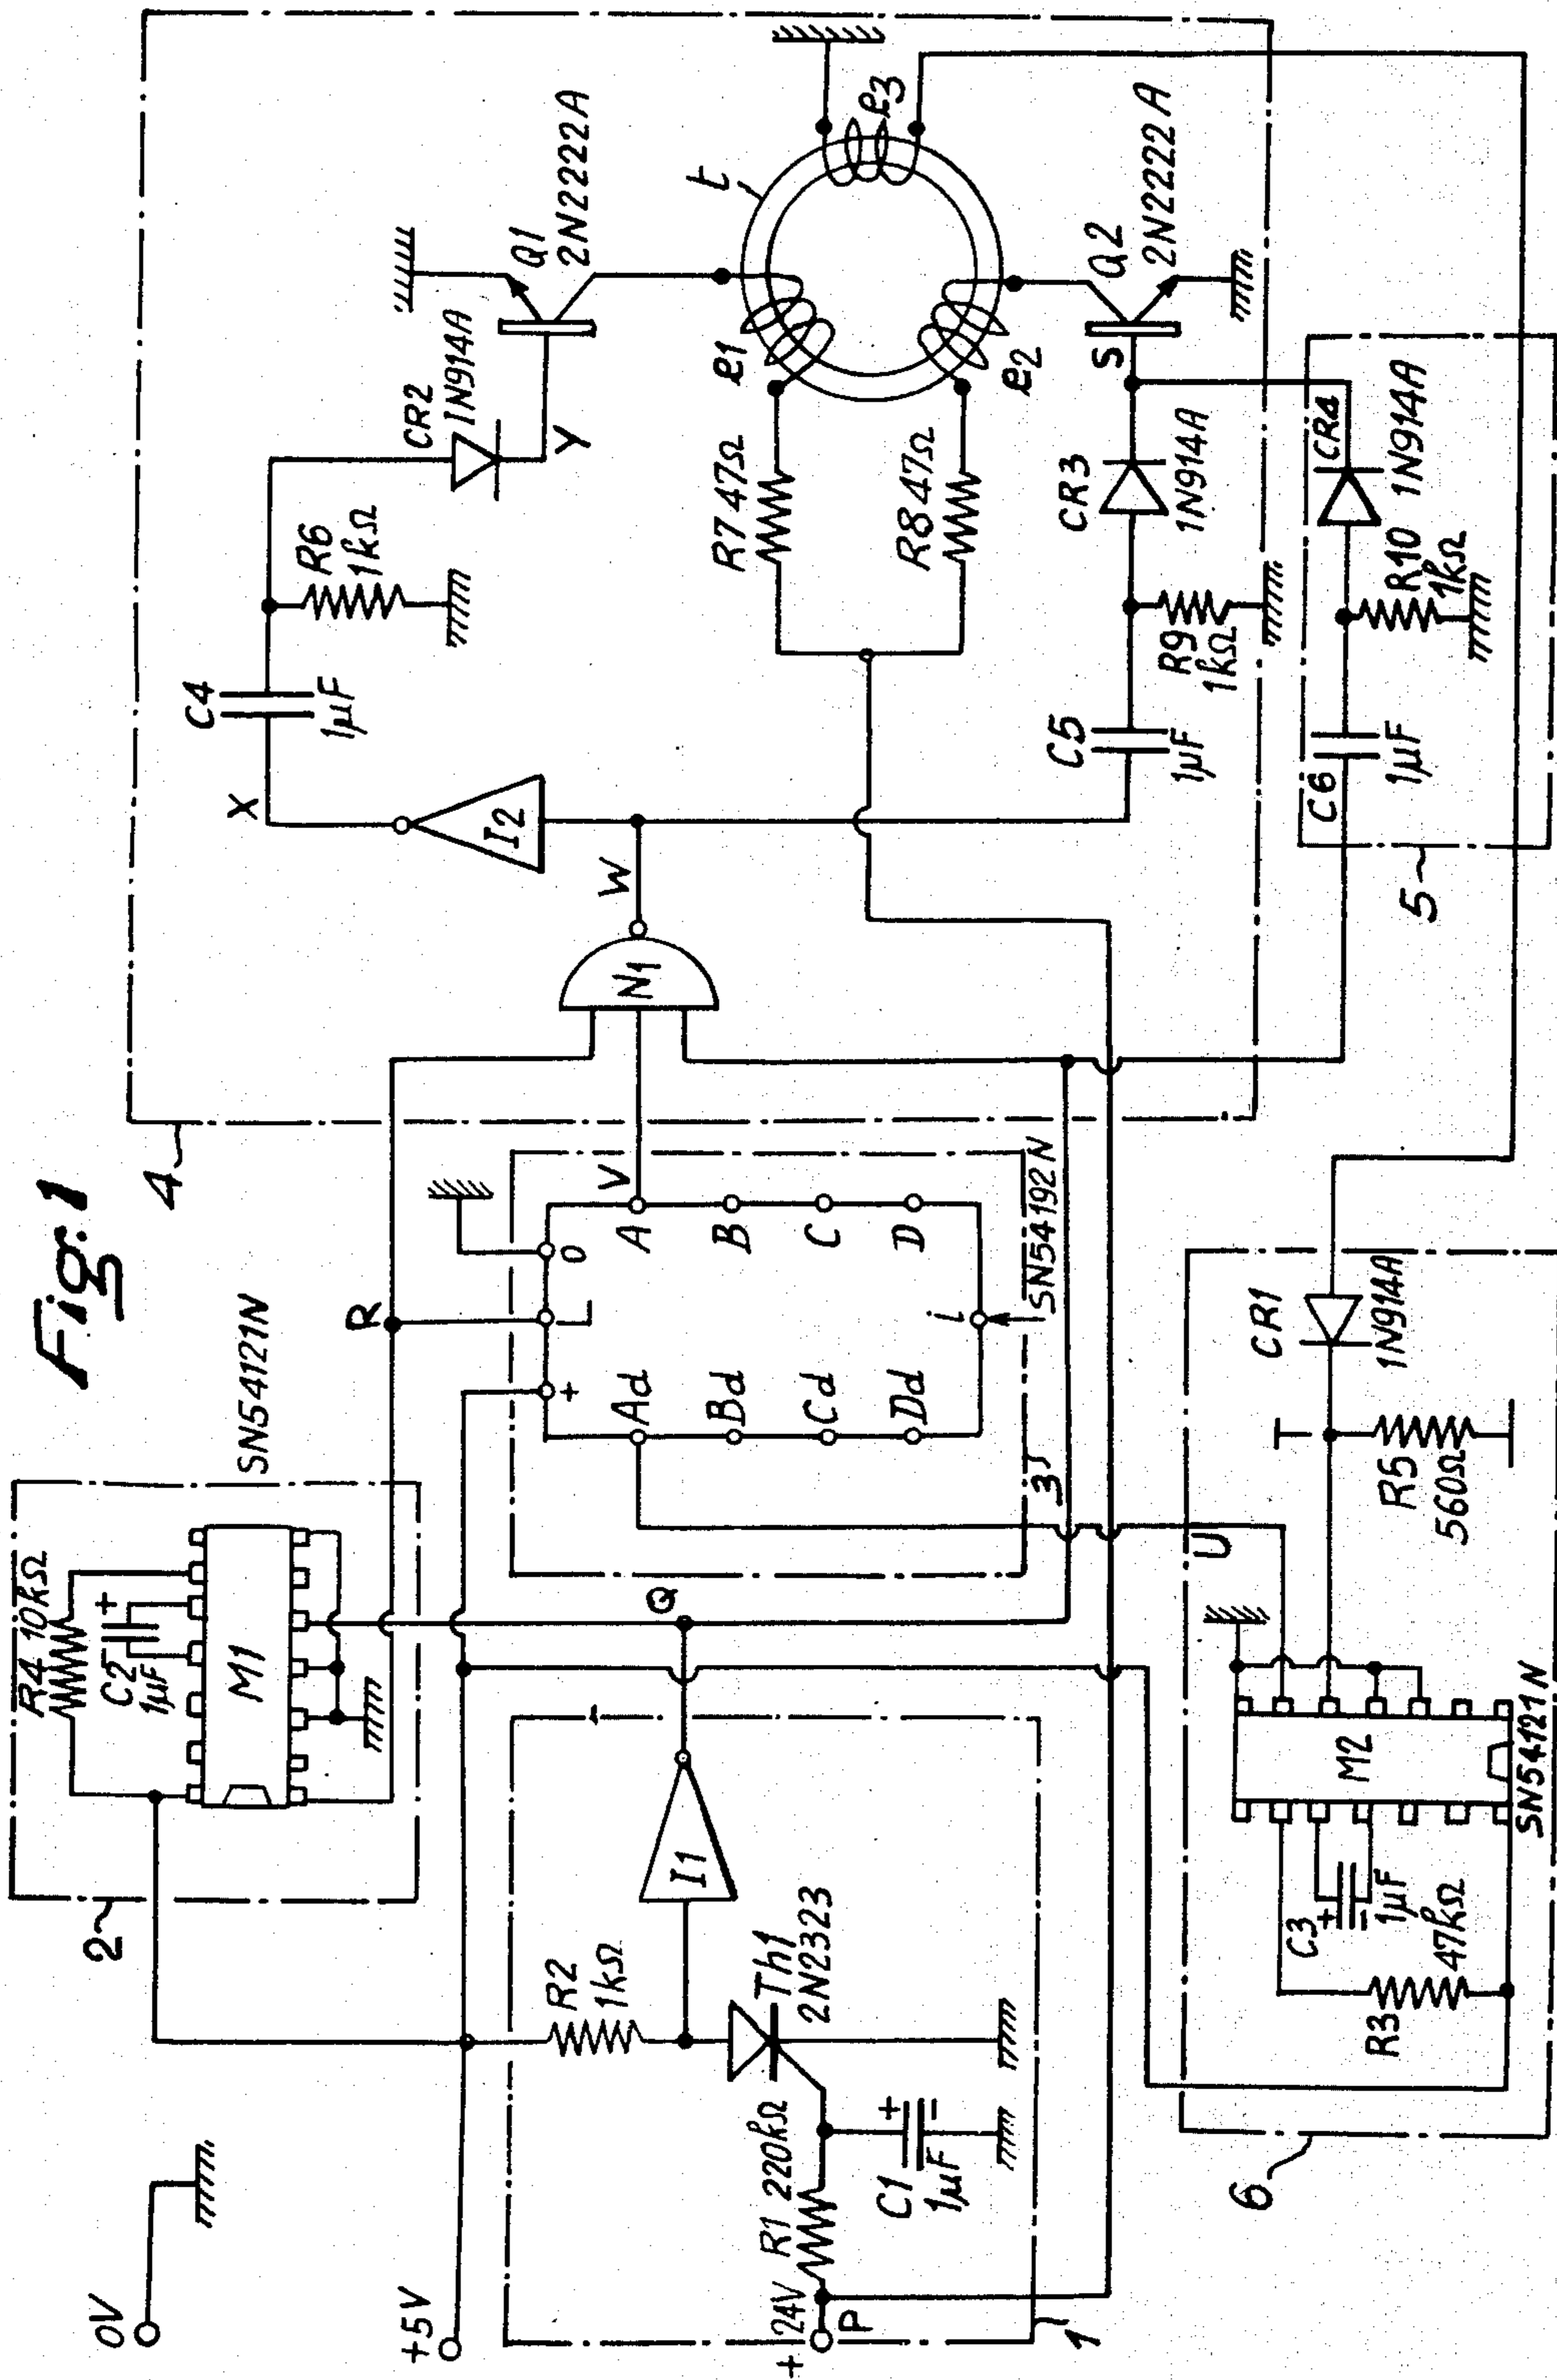 Fig.1
0V
+5V
+ 24V
P
R1 220kΩ
C1
1μF
+
-
R2
1kΩ
Th1
2N2323
I1
1
Q
2
R4 10kΩ
C2
1μF
+
M1
SN54121N
R
+
L
0
Ad
Bd
Cd
Dd
A
B
C
D
i
SN54192N
3
V
U
4
N1
W
I2
X
C4
1μF
R6
1kΩ
CR2
1N914A
Y
Q1
2N2222A
t
e1
e2
e3
R7 47Ω
R8 47Ω
C5
1μF
R9
1kΩ
CR3
1N914A
S
Q2
2N2222A
5
C6
1μF
R10
1kΩ
CR4
1N914A
6
R3
47kΩ
C3
1μF
+
-
M2
SN54121N
R5
560Ω
CR1
1N914A
T